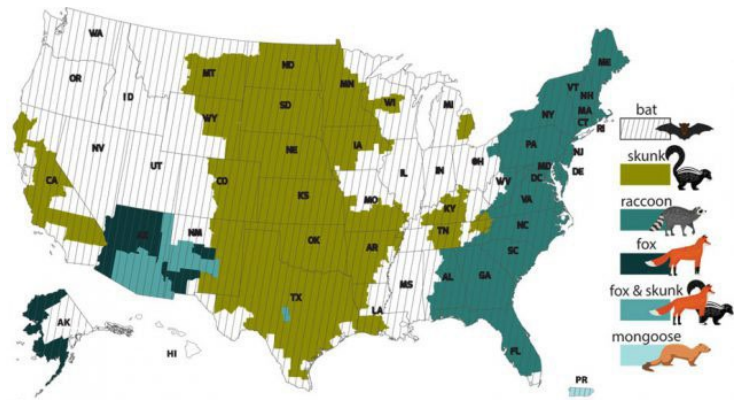 WA
OR
ID
MT
ND
MN
WI
MI
ME
VT
NH
MA
CT
RI
NY
WY
SD
IA
NE
NV
UT
CO
KS
MO
IL
IN
OH
PA
NJ
MD
DE
DC
WV
VA
KY
CA
NM
OK
AR
TN
NC
SC
TX
LA
MS
AL
GA
FL
AK
HI
PR
bat
skunk
raccoon
fox
fox & skunk
mongoose